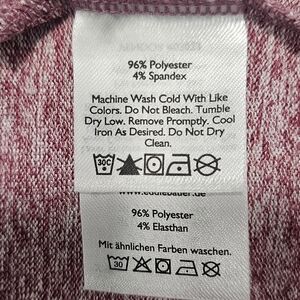 96% Polyester
4% Spandex
Machine Wash Cold With Like
Colors. Do Not Bleach. Tumble
Dry Low. Remove Promptly. Cool
Iron As Desired. Do Not Dry
Clean.
30C
www.eddiebauer.de
96% Polyester
4% Elasthan
Mit ähnlichen Farben waschen.
30